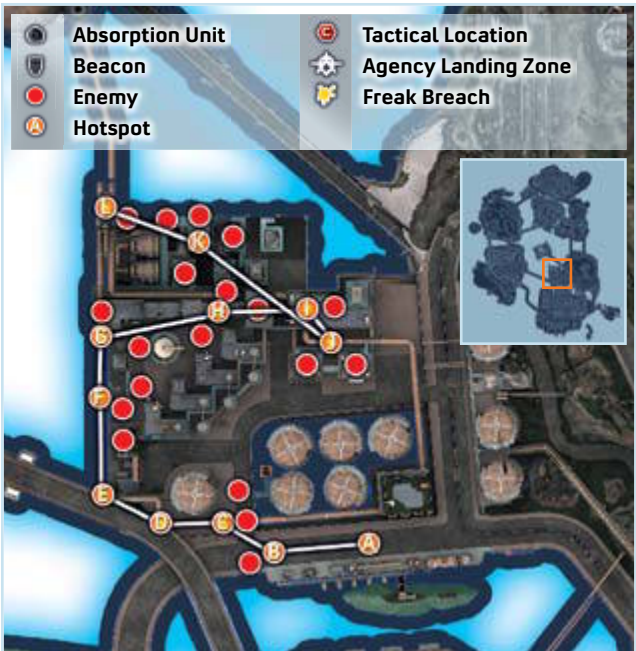 Absorption Unit
Beacon
Enemy
A Hotspot
C Tactical Location
Agency Landing Zone
Freak Breach
L
K
H
I
G
J
F
E
D
C
B
A